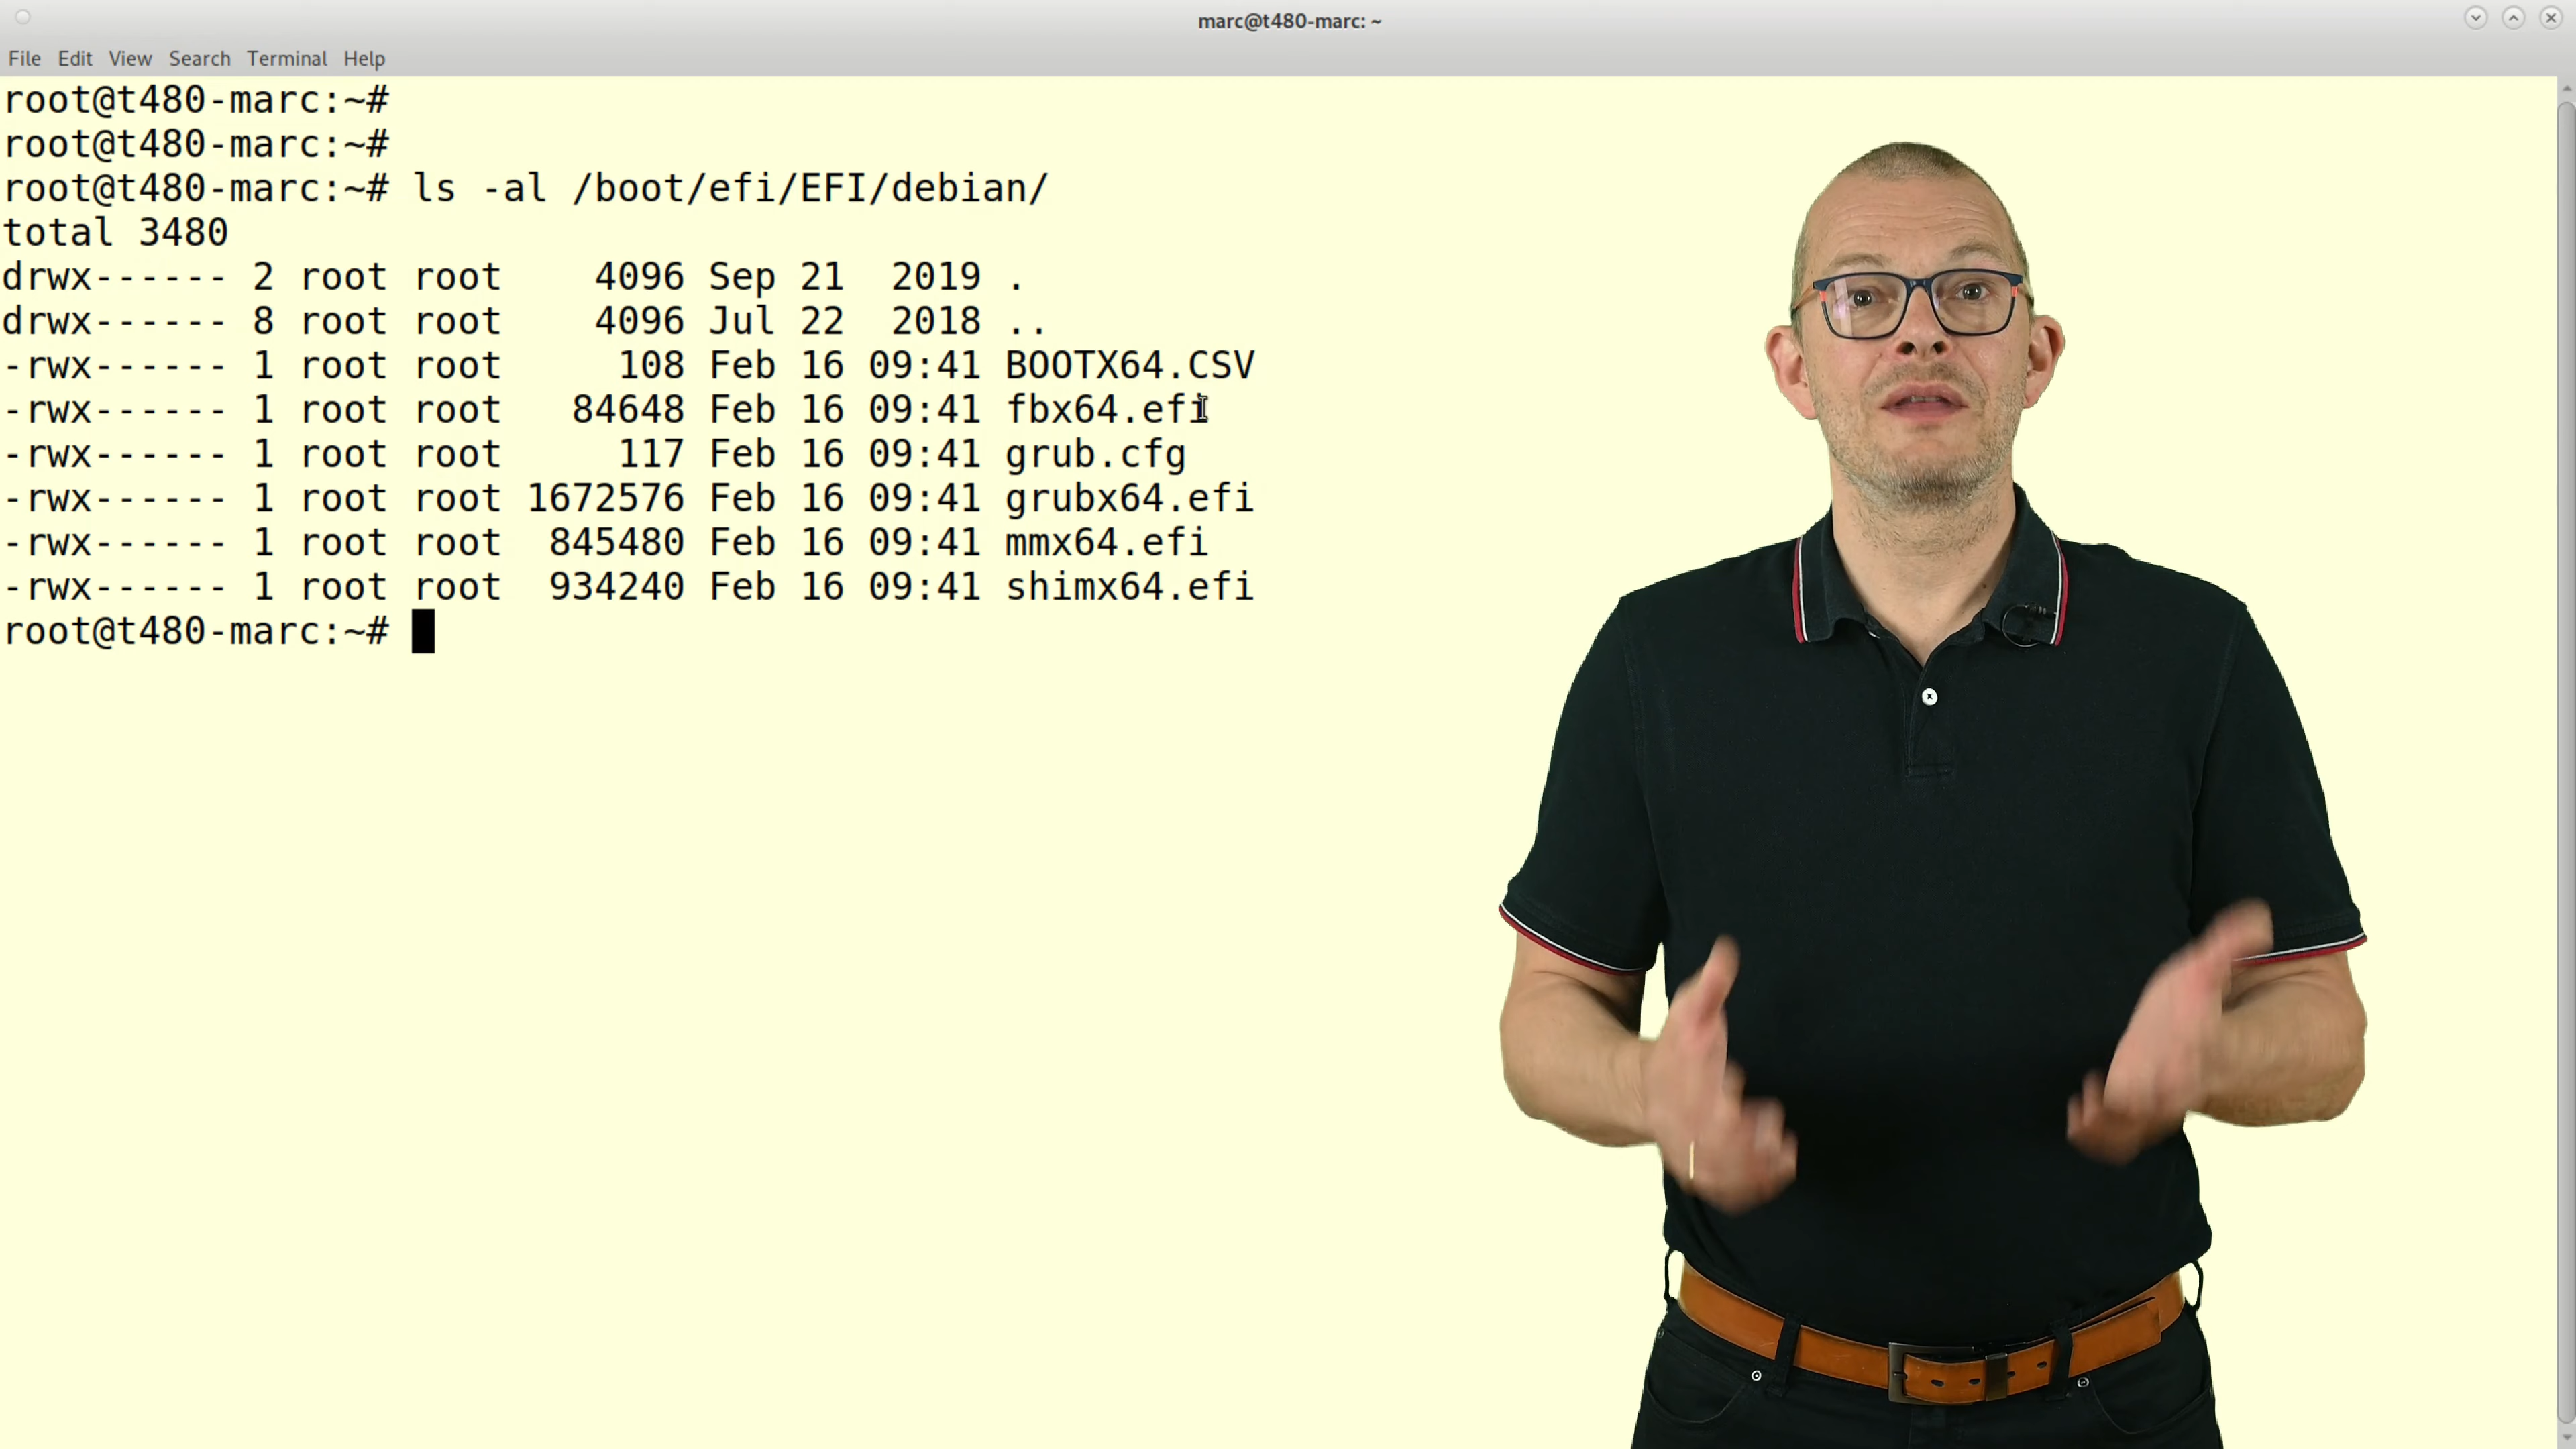 marc@t480-marc: ~
File Edit View Search Terminal Help
root@t480-marc:~#
root@t480-marc:~#
root@t480-marc:~# ls -al /boot/efi/EFI/debian/
total 3480
drwx------ 2 root root    4096 Sep 21  2019 .
drwx------ 8 root root    4096 Jul 22  2018 ..
-rwx------ 1 root root     108 Feb 16 09:41 BOOTX64.CSV
-rwx------ 1 root root   84648 Feb 16 09:41 fbx64.efi
-rwx------ 1 root root     117 Feb 16 09:41 grub.cfg
-rwx------ 1 root root 1672576 Feb 16 09:41 grubx64.efi
-rwx------ 1 root root  845480 Feb 16 09:41 mmx64.efi
-rwx------ 1 root root  934240 Feb 16 09:41 shimx64.efi
root@t480-marc:~#